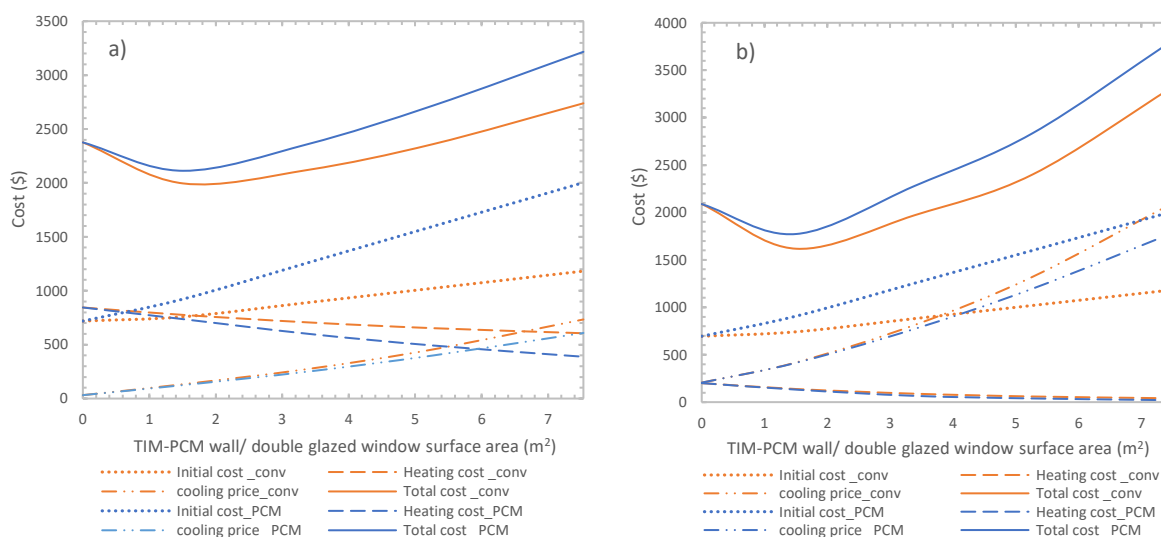 3500
3000
2500
2000
1500
1000
500
0
Cost ($)
a)
0 1 2 3 4 5 6 7
TIM-PCM wall/ double glazed window surface area (m²)
Initial cost _conv Heating cost _conv
cooling price_conv Total cost _conv
Initial cost_PCM Heating cost _PCM
cooling price PCM Total cost PCM
4000
3500
3000
2500
2000
1500
1000
500
0
Cost ($)
b)
0 1 2 3 4 5 6 7
TIM-PCM wall/ double glazed window surface area (m²)
Initial cost _conv Heating cost _conv
cooling price_conv Total cost _conv
Initial cost_PCM Heating cost _PCM
cooling price PCM Total cost PCM